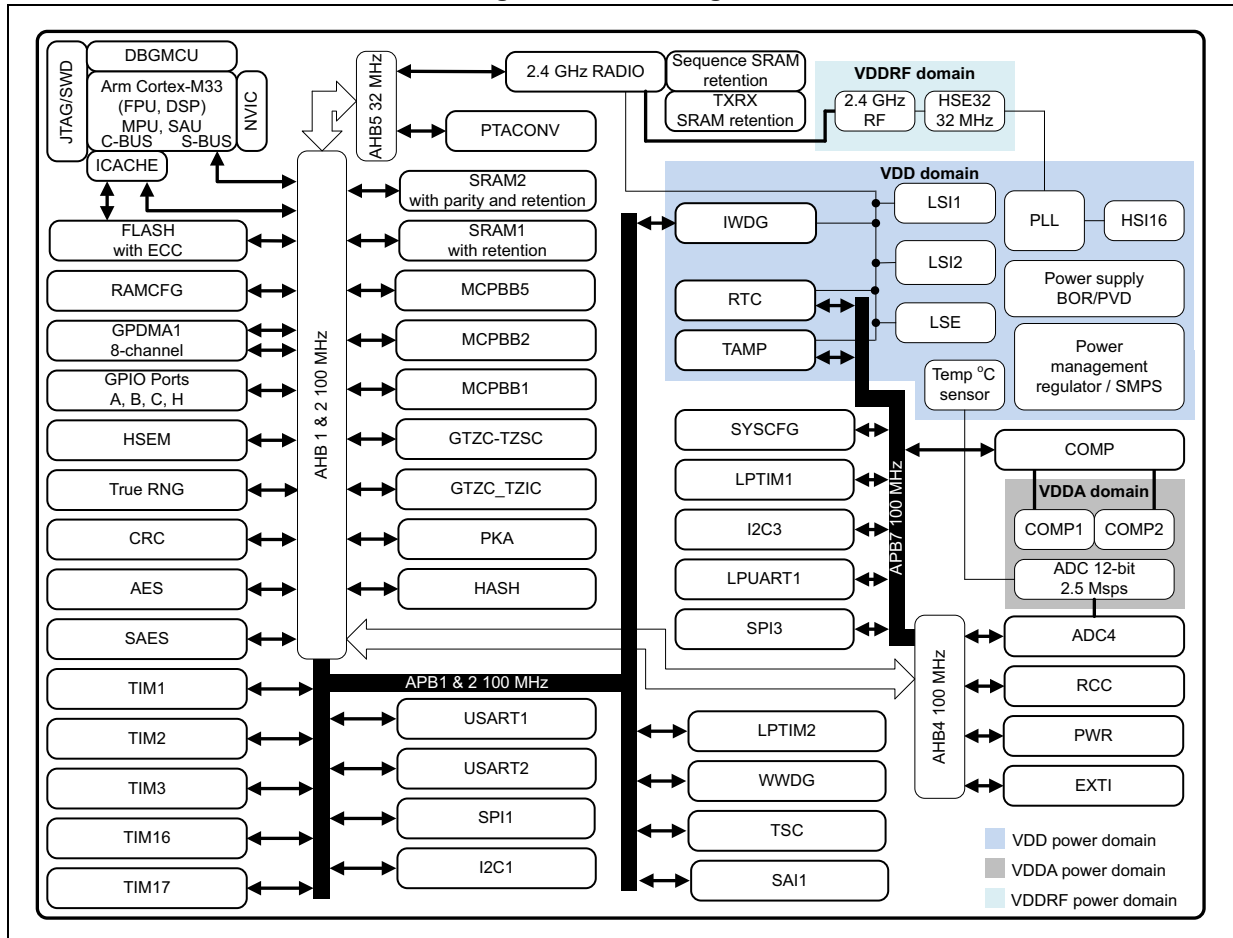 JTAG/SWD
DBGMCU
Arm Cortex-M33
(FPU, DSP)
MPU, SAU
C-BUS S-BUS
NVIC
ICACHE
FLASH
with ECC
RAMCFG
GPDMA1
8-channel
GPIO Ports
A, B, C, H
HSEM
True RNG
CRC
AES
SAES
TIM1
TIM2
TIM3
TIM16
TIM17
AHB 1 & 2 100 MHz
AHB5 32 MHz
2.4 GHz RADIO
Sequence SRAM
retention
TXRX
SRAM retention
PTACONV
SRAM2
with parity and retention
SRAM1
with retention
MCPBB5
MCPBB2
MCPBB1
GTZC-TZSC
GTZC_TZIC
PKA
HASH
APB1 & 2 100 MHz
USART1
USART2
SPI1
I2C1
VDDRF domain
2.4 GHz
RF
HSE32
32 MHz
VDD domain
IWDG
RTC
TAMP
LSI1
LSI2
LSE
PLL
HSI16
Power supply
BOR/PVD
Power
management
regulator / SMPS
Temp °C
sensor
SYSCFG
LPTIM1
I2C3
LPUART1
SPI3
APB7 100 MHz
COMP
VDDA domain
COMP1
COMP2
ADC 12-bit
2.5 Msps
AHB4 100 MHz
ADC4
RCC
PWR
EXTI
LPTIM2
WWDG
TSC
SAI1
VDD power domain
VDDA power domain
VDDRF power domain